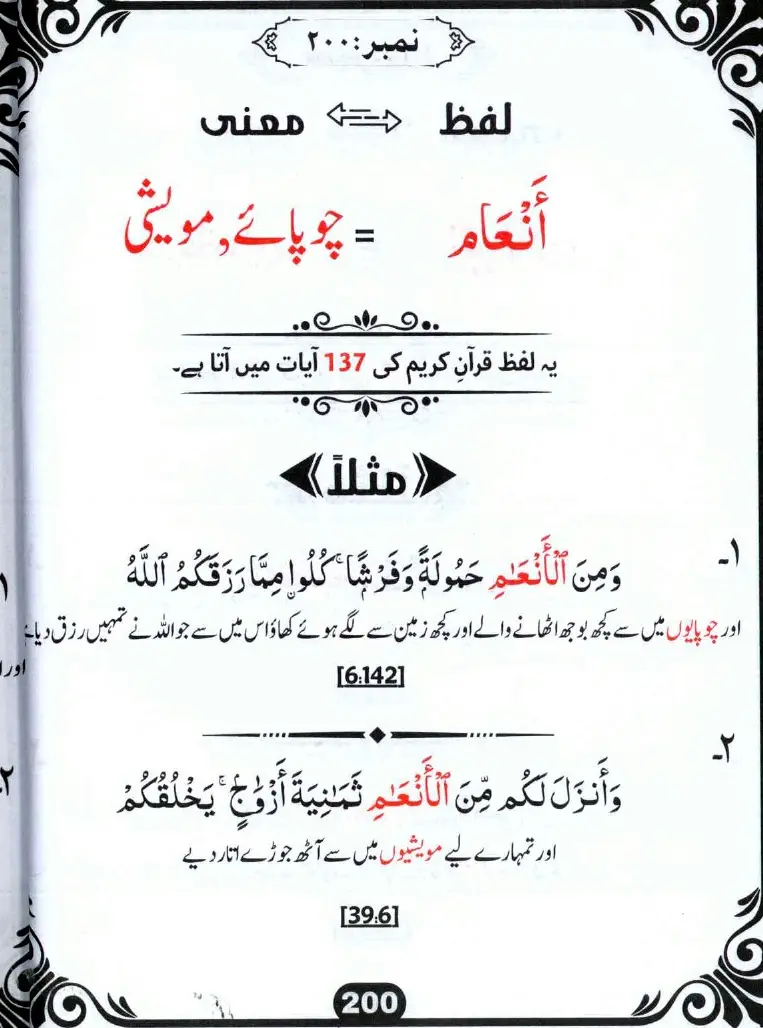 نمبر:۲۰۰
لفظ ⇐⇒ معنی
أَنْعَام = چوپائے, مویشی
یہ لفظ قرآنِ کریم کی 137 آیات میں آتا ہے۔
مثلاً
۱۔ وَمِنَ ٱلْأَنْعَـٰمِ حَمُولَةً وَفَرْشًا ۚ كُلُوا۟ مِمَّا رَزَقَكُمُ ٱللَّهُ
اور چوپایوں میں سے کچھ بوجھ اٹھانے والے اور کچھ زمین سے لگے ہوئے کھاؤ اس میں سے جو اللہ نے تمہیں رزق دیا ہے
[6:142]
۲۔ وَأَنزَلَ لَكُم مِّنَ ٱلْأَنْعَـٰمِ ثَمَـٰنِيَةَ أَزْوَٰجٍ ۚ يَخْلُقُكُمْ
اور تمہارے لیے مویشیوں میں سے آٹھ جوڑے اتار دیے
[39:6]
200